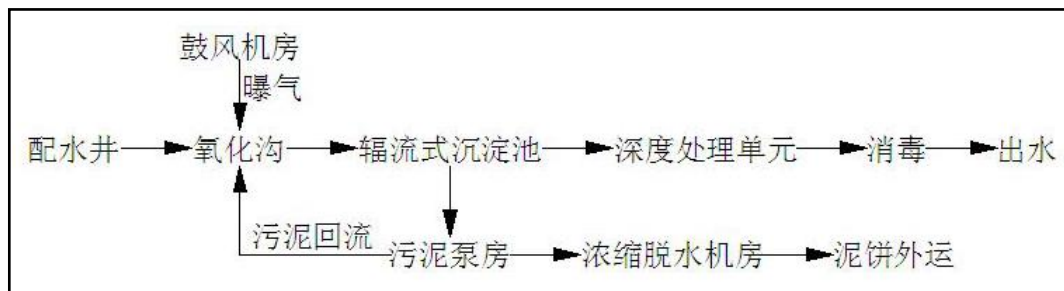 鼓风机房
曝气
配水井 氧化沟 辐流式沉淀池 深度处理单元 消毒 出水
污泥回流
污泥泵房 浓缩脱水机房 泥饼外运